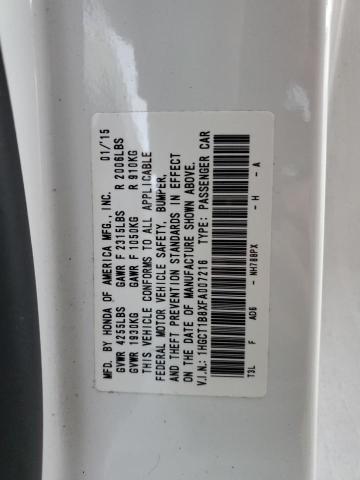 MFD. BY HONDA OF AMERICA MFG., INC. 01/15
GVWR 4255LBS GAWR F 2315LBS R 2006LBS
GVWR 1930KG GAWR F 1050KG R 910KG
THIS VEHICLE CONFORMS TO ALL APPLICABLE
FEDERAL MOTOR VEHICLE SAFETY, BUMPER,
AND THEFT PREVENTION STANDARDS IN EFFECT
ON THE DATE OF MANUFACTURE SHOWN ABOVE.
V.I.N.: 1HGCT1B8XFA007216 TYPE: PASSENGER CAR
T3L F AD6 - NH788PX - H - A